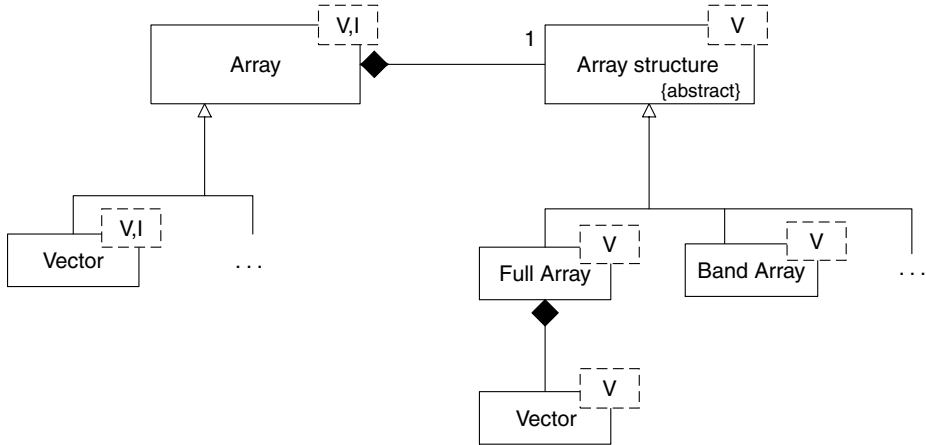 V,I
V
1
Array
Array structure
{abstract}
V,I
V
V
Vector
. . .
Full Array
Band Array
. . .
V
Vector